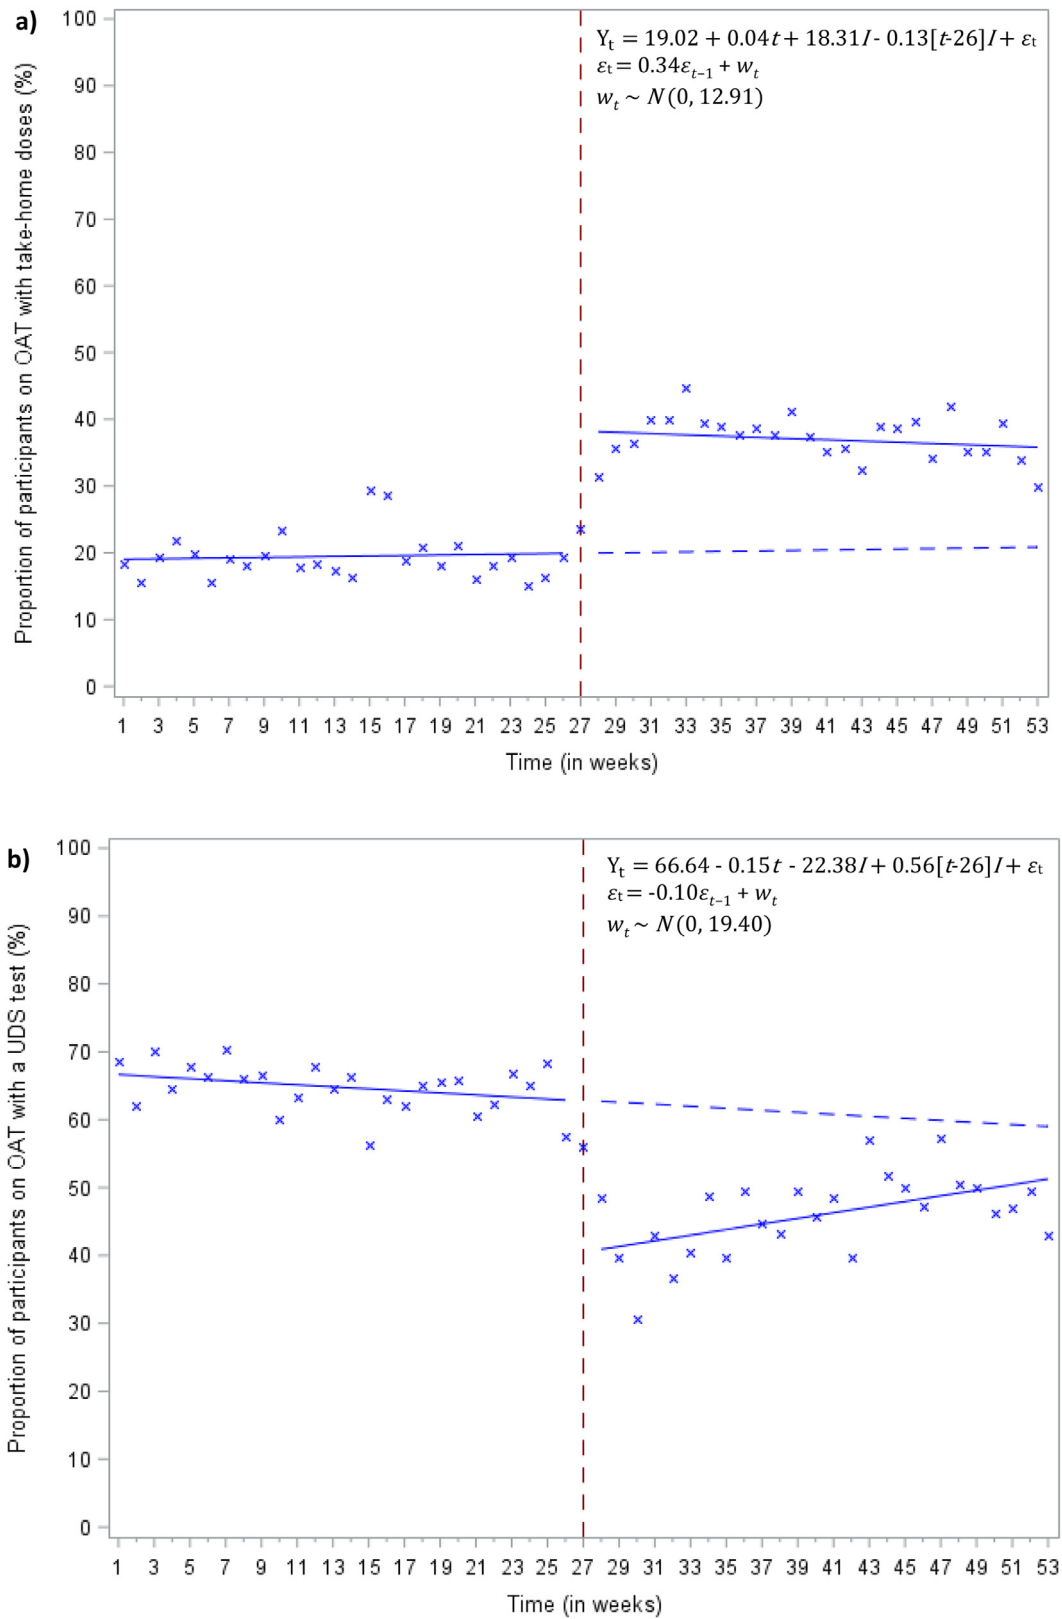 a)
Proportion of participants on OAT with take-home doses (%)
100
90
80
70
60
50
40
30
20
10
0
Yₜ = 19.02 + 0.04t + 18.31I - 0.13[t-26]I + εₜ
εₜ = 0.34εₜ₋₁ + wₜ
wₜ ~ N(0, 12.91)
1 3 5 7 9 11 13 15 17 19 21 23 25 27 29 31 33 35 37 39 41 43 45 47 49 51 53
Time (in weeks)
b)
Proportion of participants on OAT with a UDS test (%)
100
90
80
70
60
50
40
30
20
10
0
Yₜ = 66.64 - 0.15t - 22.38I + 0.56[t-26]I + εₜ
εₜ = -0.10εₜ₋₁ + wₜ
wₜ ~ N(0, 19.40)
1 3 5 7 9 11 13 15 17 19 21 23 25 27 29 31 33 35 37 39 41 43 45 47 49 51 53
Time (in weeks)